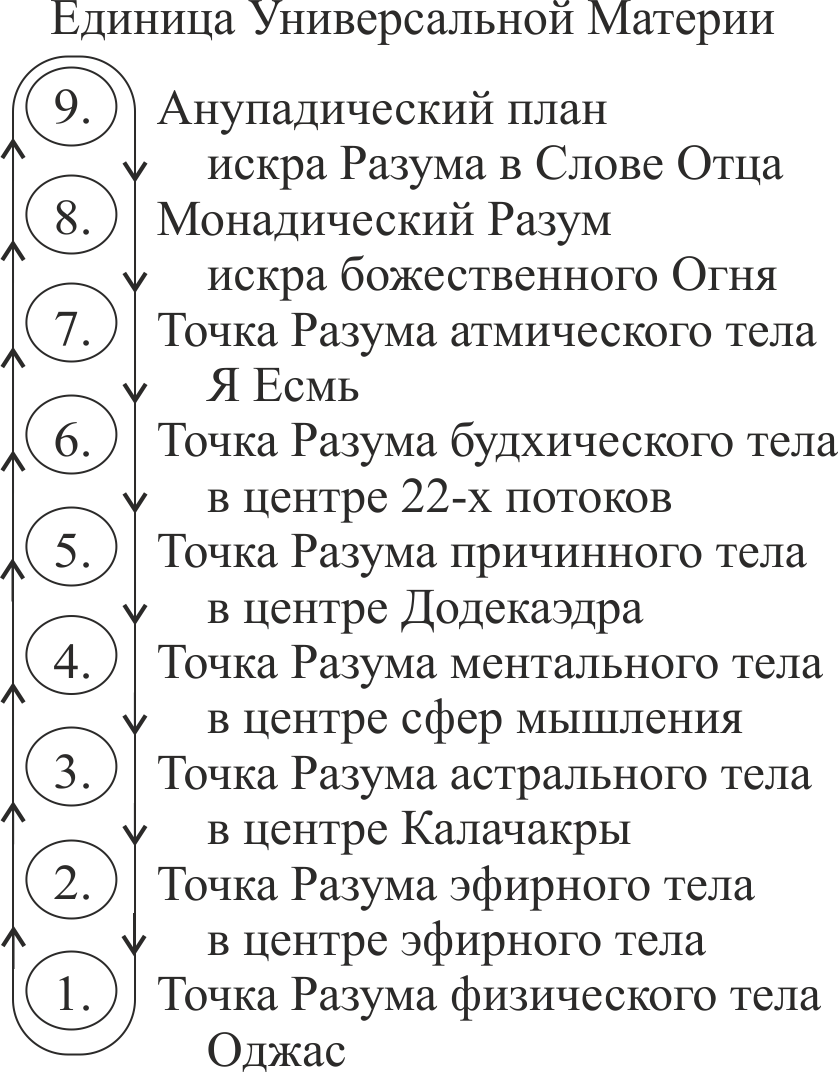 Единица Универсальной Материи
9. Анупадический план
искра Разума в Слове Отца
8. Монадический Разум
искра божественного Огня
7. Точка Разума атмического тела
Я Есмь
6. Точка Разума будхического тела
в центре 22-х потоков
5. Точка Разума причинного тела
в центре Додекаэдра
4. Точка Разума ментального тела
в центре сфер мышления
3. Точка Разума астрального тела
в центре Калачакры
2. Точка Разума эфирного тела
в центре эфирного тела
1. Точка Разума физического тела
Оджас